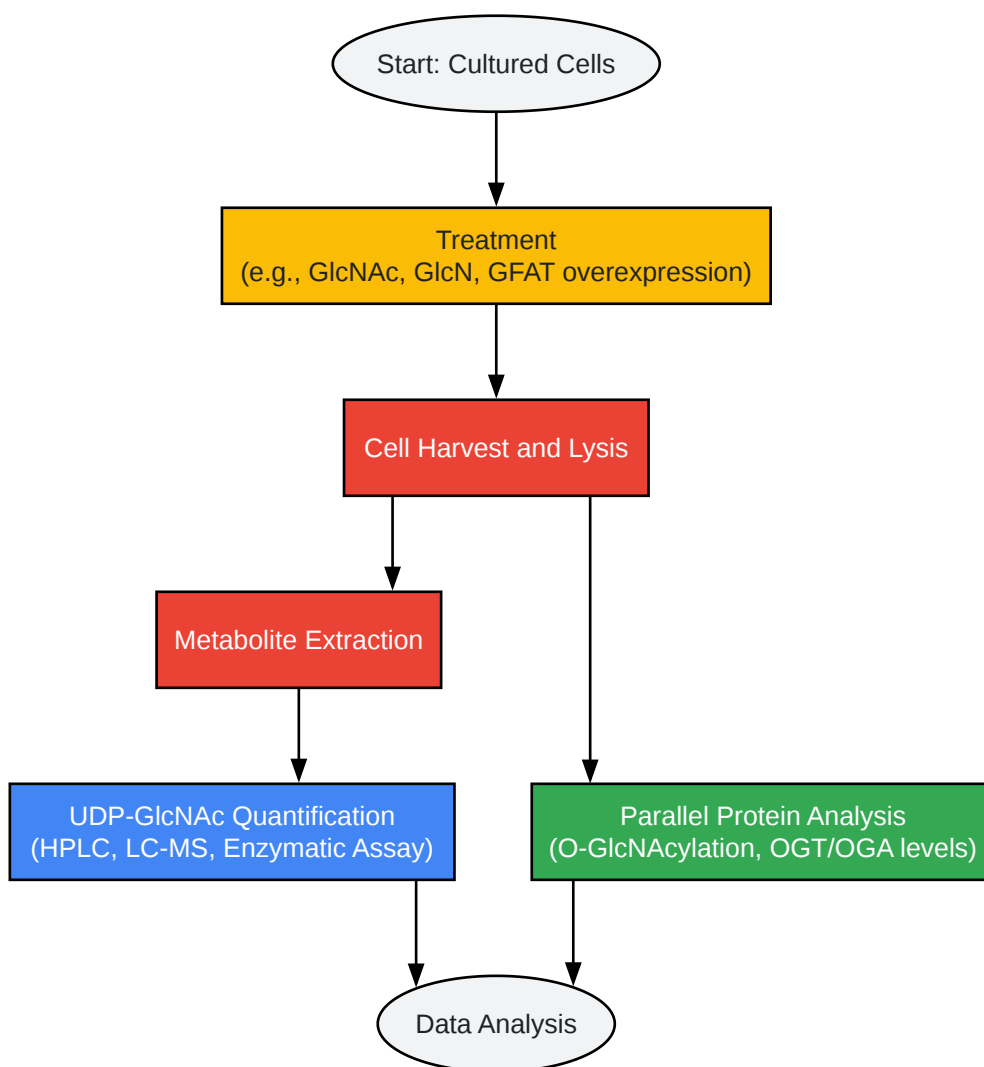 Start: Cultured Cells
Treatment
(e.g., GlcNAc, GlcN, GFAT overexpression)
Cell Harvest and Lysis
Metabolite Extraction
UDP-GlcNAc Quantification
(HPLC, LC-MS, Enzymatic Assay)
Parallel Protein Analysis
(O-GlcNAcylation, OGT/OGA levels)
Data Analysis